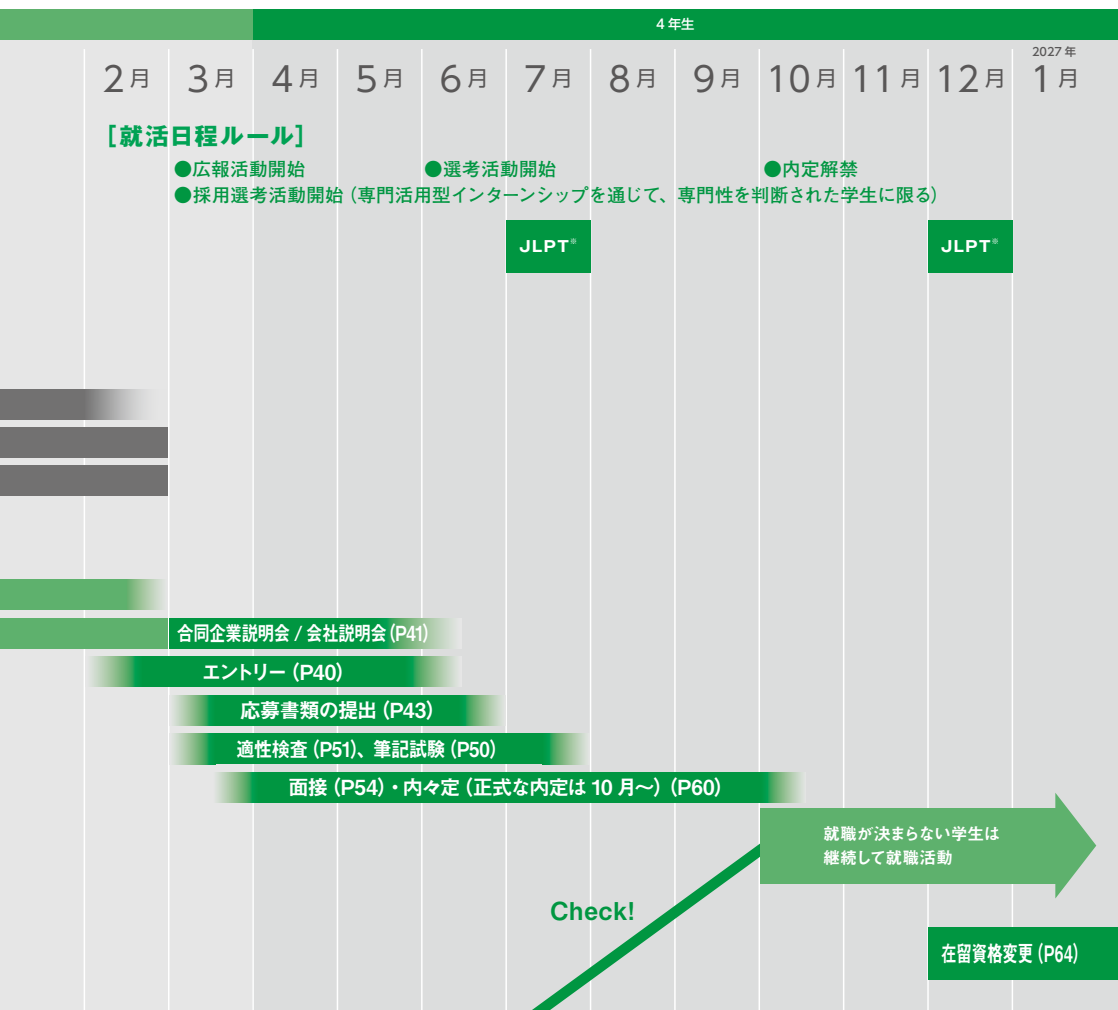 4年生
2027年
2月 3月 4月 5月 6月 7月 8月 9月 10月 11月 12月 1月
［就活日程ルール］
●広報活動開始 ●選考活動開始 ●内定解禁
●採用選考活動開始（専門活用型インターンシップを通じて、専門性を判断された学生に限る）
JLPT※ JLPT※
合同企業説明会 / 会社説明会（P41）
エントリー（P40）
応募書類の提出（P43）
適性検査（P51）、筆記試験（P50）
面接（P54）・内々定（正式な内定は10月～）（P60）
就職が決まらない学生は
継続して就職活動
Check!
在留資格変更（P64）